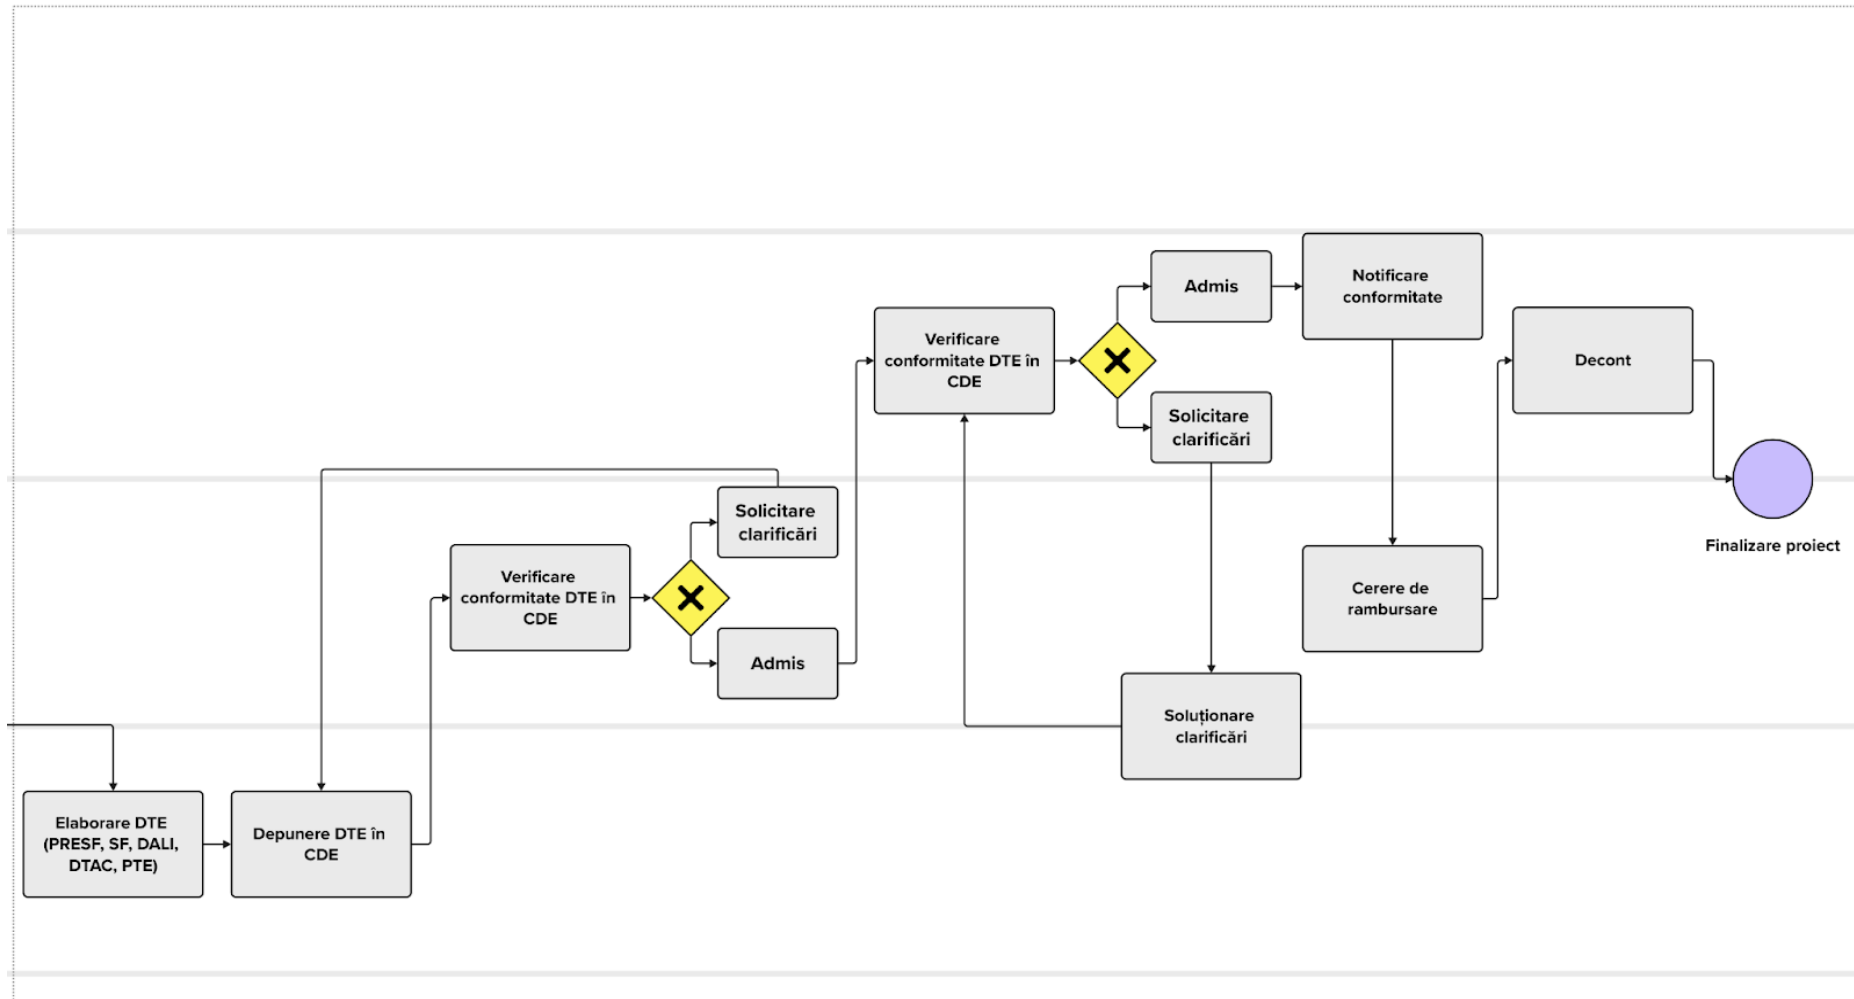 Elaborare DTE
(PRESF, SF, DALI,
DTAC, PTE)
Depunere DTE în
CDE
Verificare
conformitate DTE în
CDE
Solicitare
clarificări
Admis
Verificare
conformitate DTE în
CDE
Admis
Solicitare
clarificări
Soluționare
clarificări
Notificare
conformitate
Cerere de
rambursare
Decont
Finalizare proiect